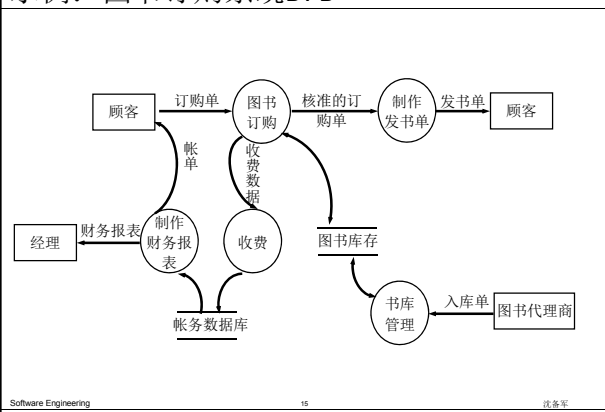 示例：图书订购系统DFD
顾客
订购单
图书
订购
核准的订
购单
制作
发书单
发书单
顾客
帐
单
收
费
数
据
经理
财务报表
制作
财务报
表
收费
图书库存
帐务数据库
书库
管理
入库单
图书代理商
Software Engineering
15
沈备军